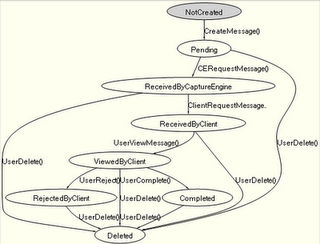 NotCreated
CreateMessage()
Pending
CERequestMessage()
ReceivedByCaptureEngine
ClientRequestMessage..
ReceivedByClient
UserViewMessage()
UserDelete()
UserDelete()
ViewedByClient
UserReject()
UserComplete()
UserDelete()
RejectedByClient
UserDelete()
Completed
UserDelete()
UserDelete()
Deleted